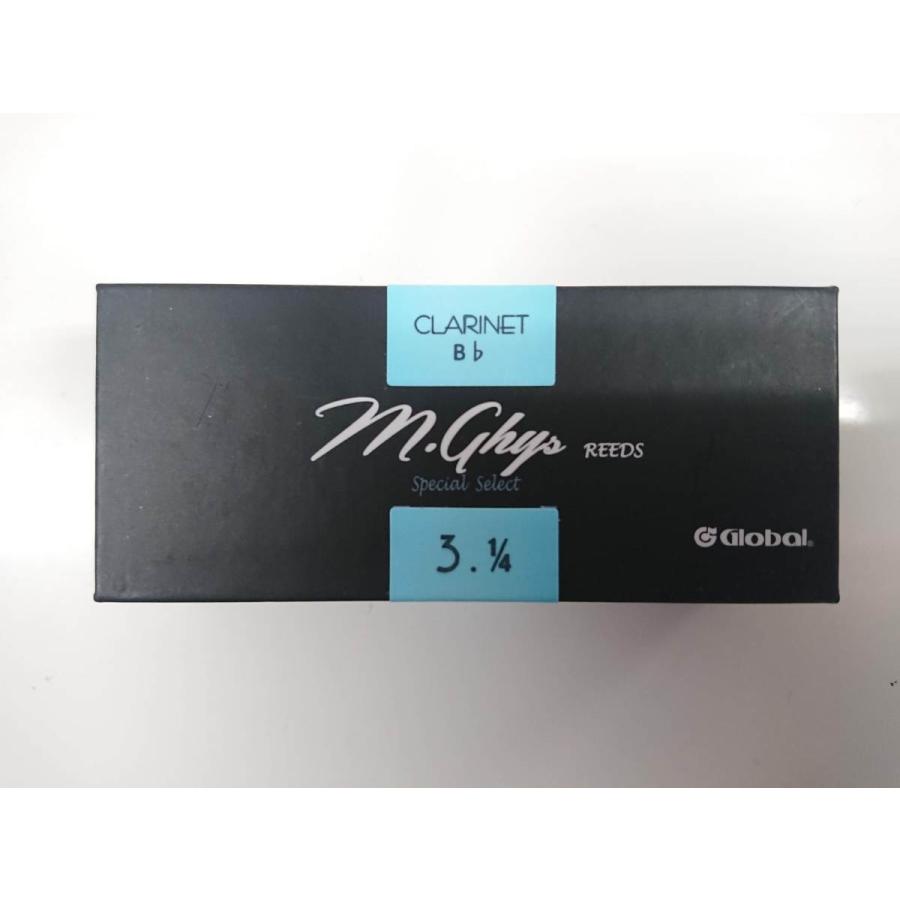 CLARINET
B♭
M.Ghys REEDS
Special Select
3.¼
Global